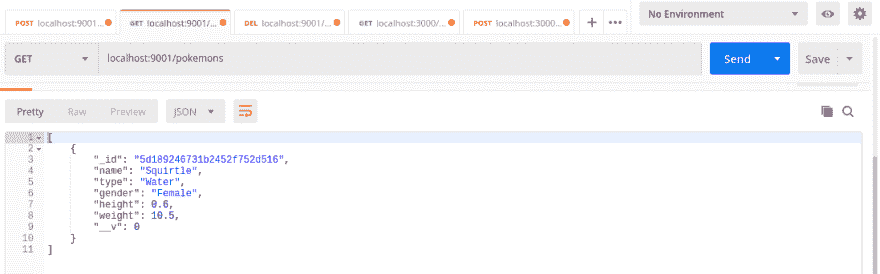 POST localhost:9001... GET localhost:9001/... DEL localhost:9001/... GET localhost:3000/... POST localhost:3000... + ••• No Environment
GET localhost:9001/pokemons Send Save
Pretty Raw Preview JSON
1 [
2 {
3 "_id": "5d189246731b2452f752d516",
4 "name": "Squirtle",
5 "type": "Water",
6 "gender": "Female",
7 "height": 0.6,
8 "weight": 10.5,
9 "__v": 0
10 }
11 ]